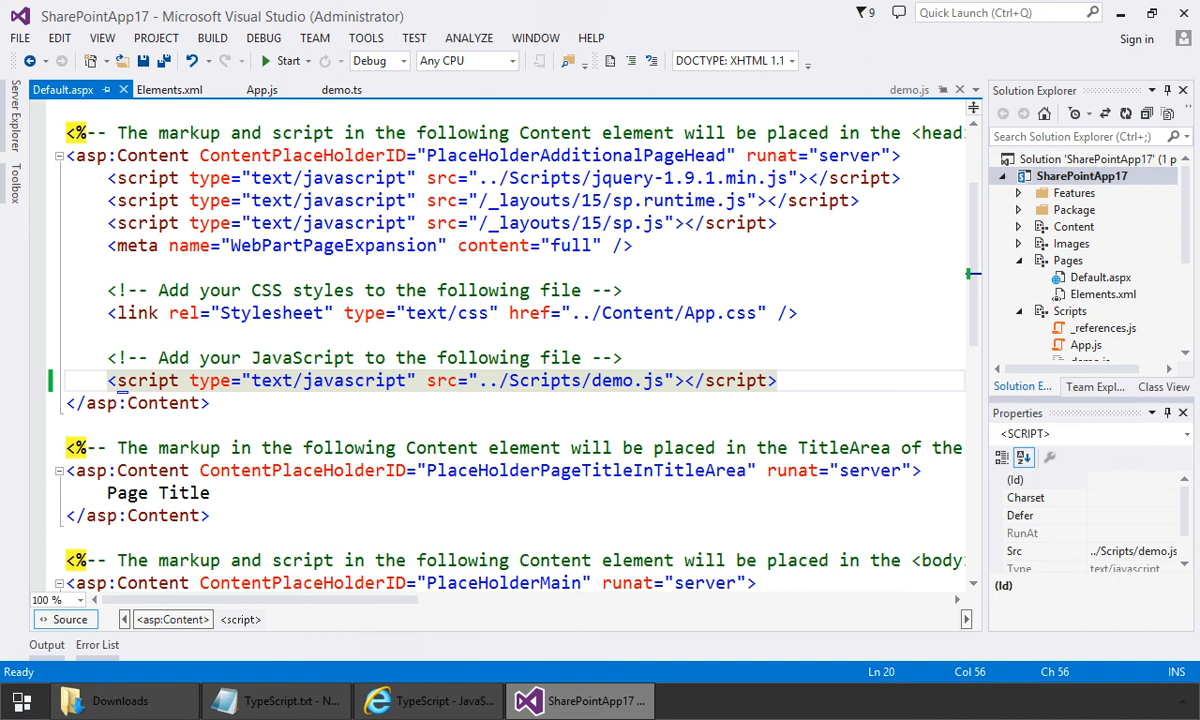 SharePointApp17 - Microsoft Visual Studio (Administrator)
9
Quick Launch (Ctrl+Q)
FILE EDIT VIEW PROJECT BUILD DEBUG TEAM TOOLS TEST ANALYZE WINDOW HELP
Sign in
Start Debug Any CPU DOCTYPE: XHTML 1.1
Server Explorer
Toolbox
Default.aspx Elements.xml App.js demo.ts demo.js
<%-- The markup and script in the following Content element will be placed in the <head>
<asp:Content ContentPlaceHolderID="PlaceHolderAdditionalPageHead" runat="server">
<script type="text/javascript" src="../Scripts/jquery-1.9.1.min.js"></script>
<script type="text/javascript" src="/_layouts/15/sp.runtime.js"></script>
<script type="text/javascript" src="/_layouts/15/sp.js"></script>
<meta name="WebPartPageExpansion" content="full" />
<!-- Add your CSS styles to the following file -->
<link rel="Stylesheet" type="text/css" href="../Content/App.css" />
<!-- Add your JavaScript to the following file -->
<script type="text/javascript" src="../Scripts/demo.js"></script>
</asp:Content>
<%-- The markup in the following Content element will be placed in the TitleArea of the
<asp:Content ContentPlaceHolderID="PlaceHolderPageTitleInTitleArea" runat="server">
Page Title
</asp:Content>
<%-- The markup and script in the following Content element will be placed in the <body>
<asp:Content ContentPlaceHolderID="PlaceHolderMain" runat="server">
100 %
Source <asp:Content> <script>
Output Error List
Solution Explorer
Search Solution Explorer (Ctrl+;)
Solution 'SharePointApp17' (1 p
SharePointApp17
Features
Package
Content
Images
Pages
Default.aspx
Elements.xml
Scripts
_references.js
App.js
demo.js
Solution E... Team Expl... Class View
Properties
<SCRIPT>
(Id)
Charset
Defer
RunAt
Src ../Scripts/demo.js
Type text/javascript
(Id)
Ready Ln 20 Col 56 Ch 56 INS
Downloads TypeScript.txt - N... TypeScript - JavaS... SharePointApp17 ...